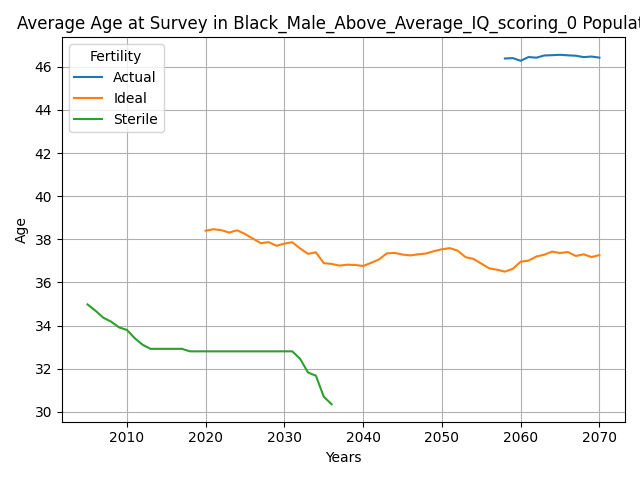 Average Age at Survey in Black_Male_Above_Average_IQ_scoring_0 Populat
Fertility
Actual
Ideal
Sterile
Age
46
44
42
40
38
36
34
32
30
2010 2020 2030 2040 2050 2060 2070
Years